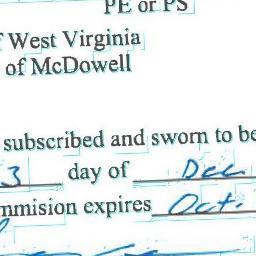 PE or PS
f West Virginia
of McDowell
subscribed and sworn to be
3 day of Dec
mmision expires Oct.